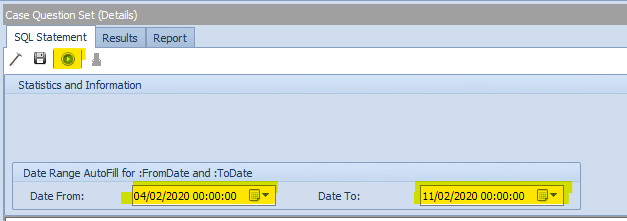 Case Question Set (Details)
SQL Statement Results Report
Statistics and Information
Date Range AutoFill for :FromDate and :ToDate
Date From: 04/02/2020 00:00:00 Date To: 11/02/2020 00:00:00